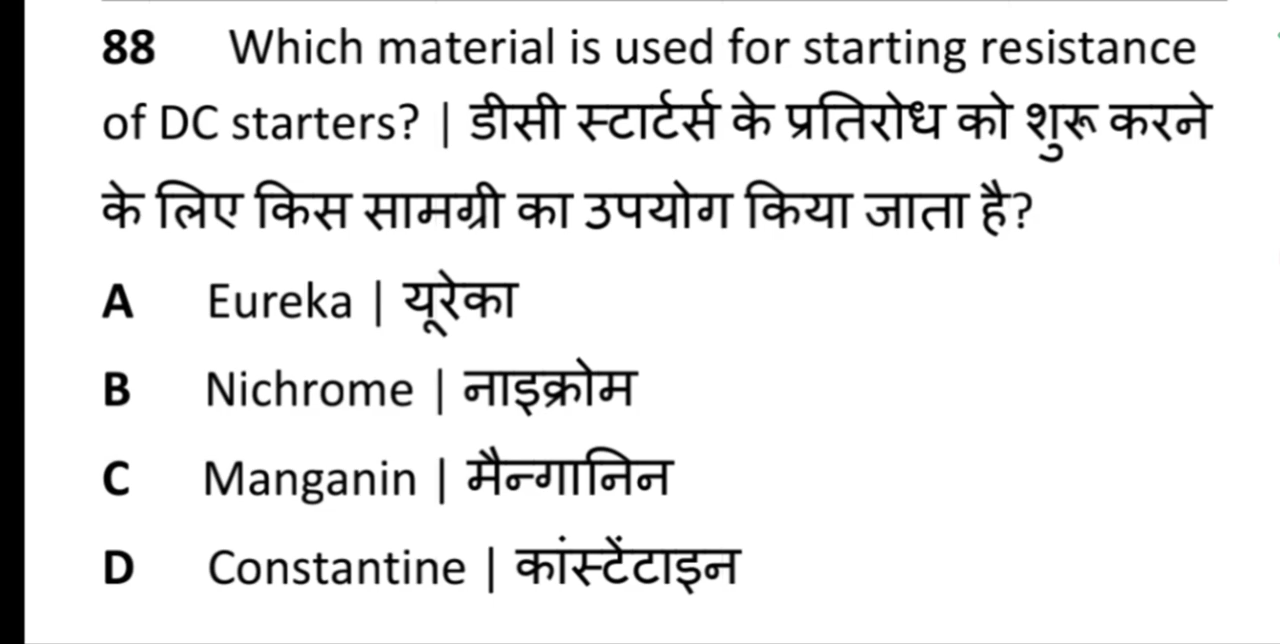 88 Which material is used for starting resistance
of DC starters? | डीसी स्टार्टर्स के प्रतिरोध को शुरू करने
के लिए किस सामग्री का उपयोग किया जाता है?
A Eureka | यूरेका
B Nichrome | नाइक्रोम
C Manganin | मैन्गानिन
D Constantine | कांस्टेंटाइन